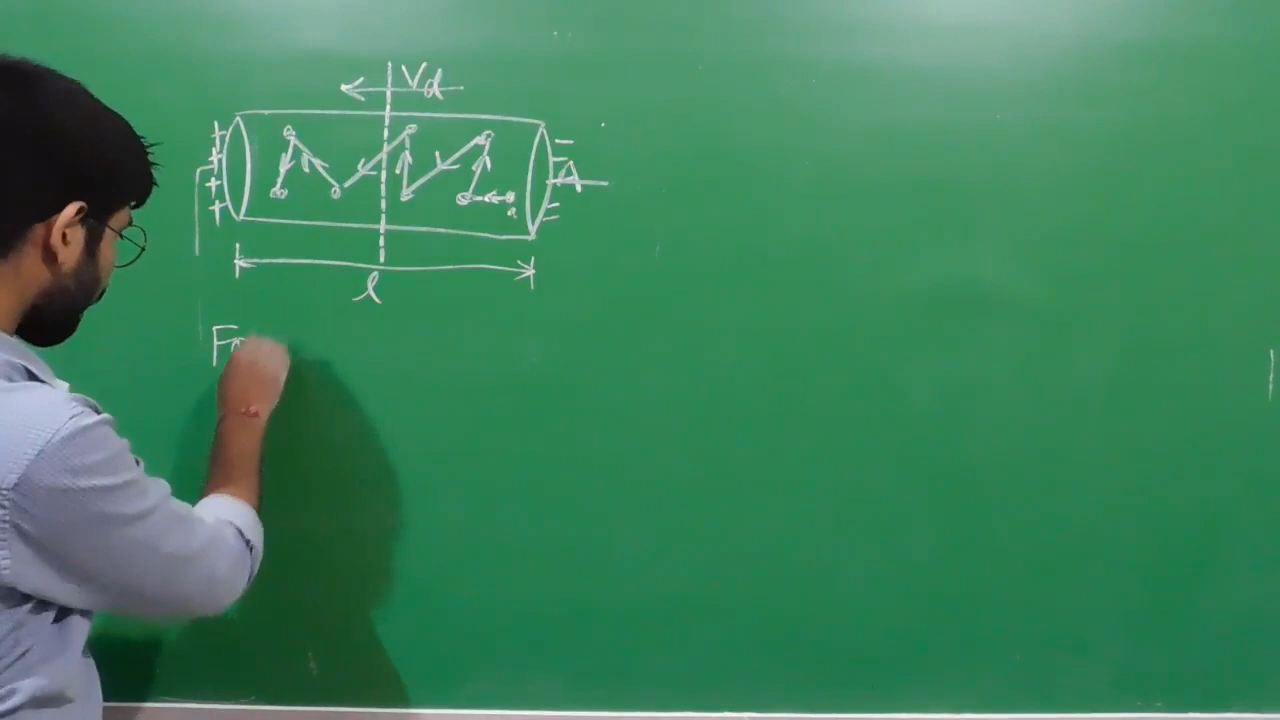 Vd
+ −
+ −
+ A
+ −
−
l
F